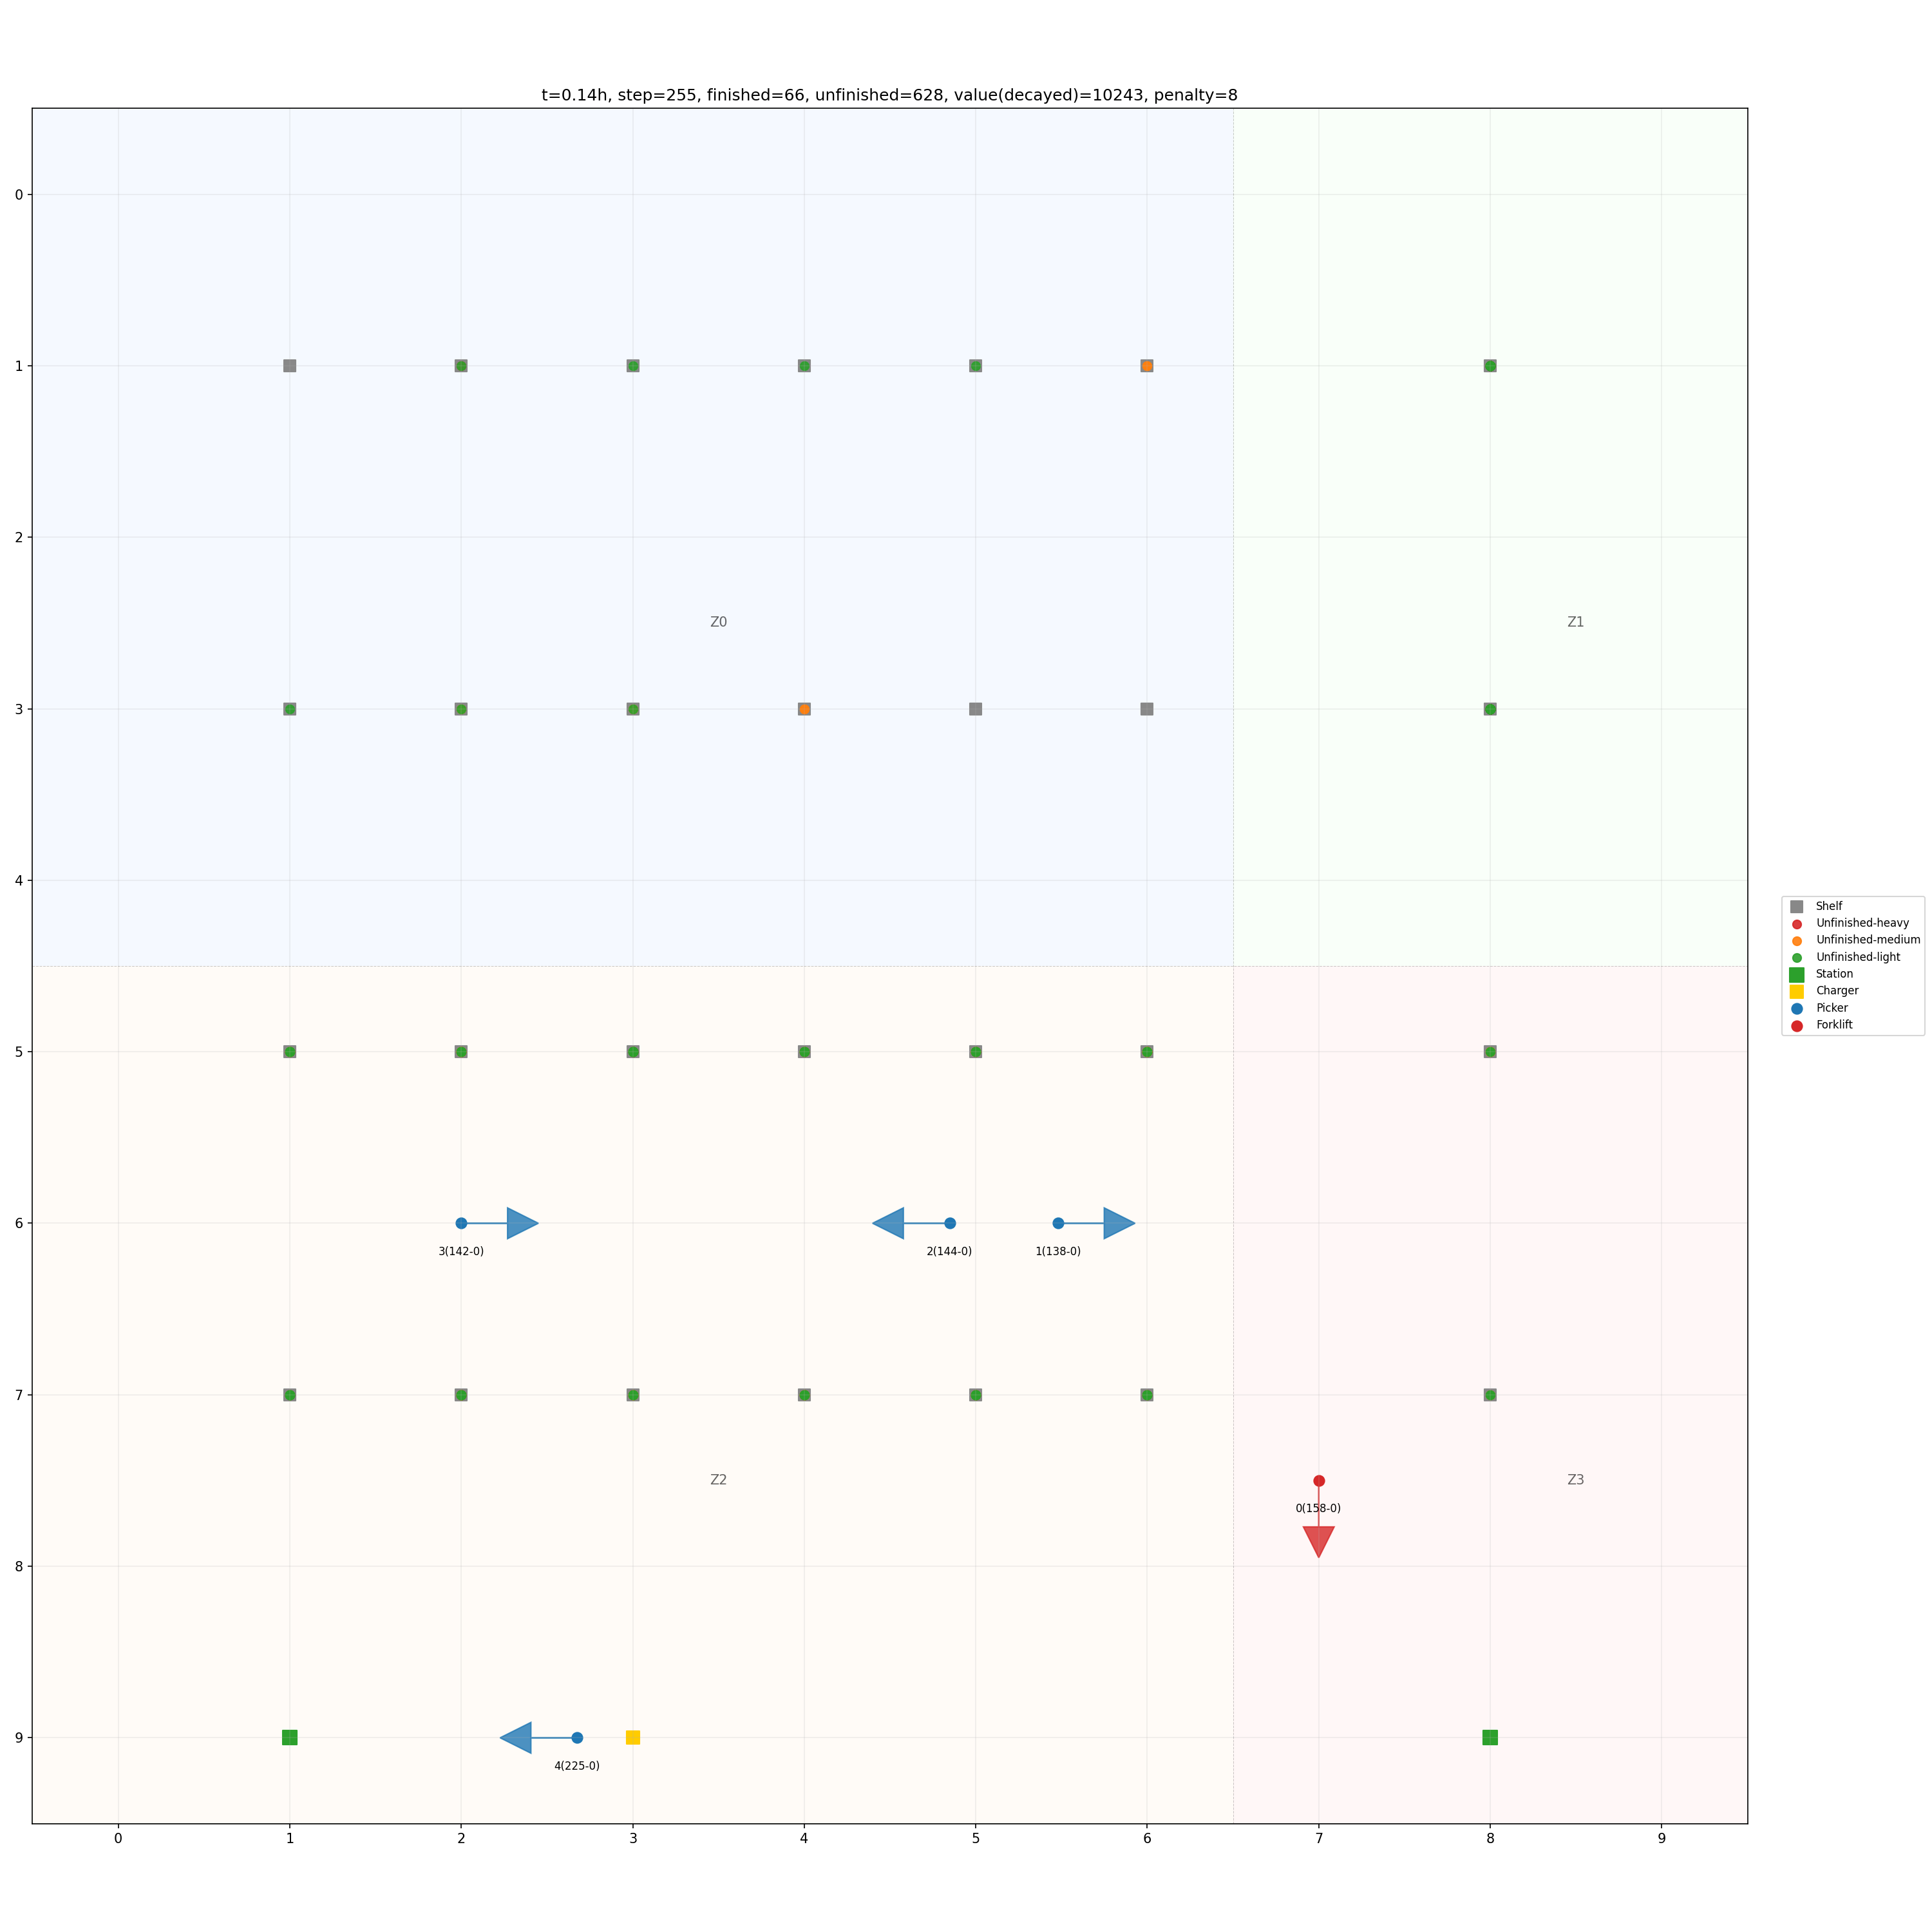 t=0.14h, step=255, finished=66, unfinished=628, value(decayed)=10243, penalty=8
0
1
2
Z0
Z1
3
4
Shelf
Unfinished-heavy
Unfinished-medium
Unfinished-light
Station
Charger
Picker
Forklift
5
6
3(142-0)
2(144-0)
1(138-0)
7
Z2
Z3
0(158-0)
8
9
4(225-0)
0 1 2 3 4 5 6 7 8 9